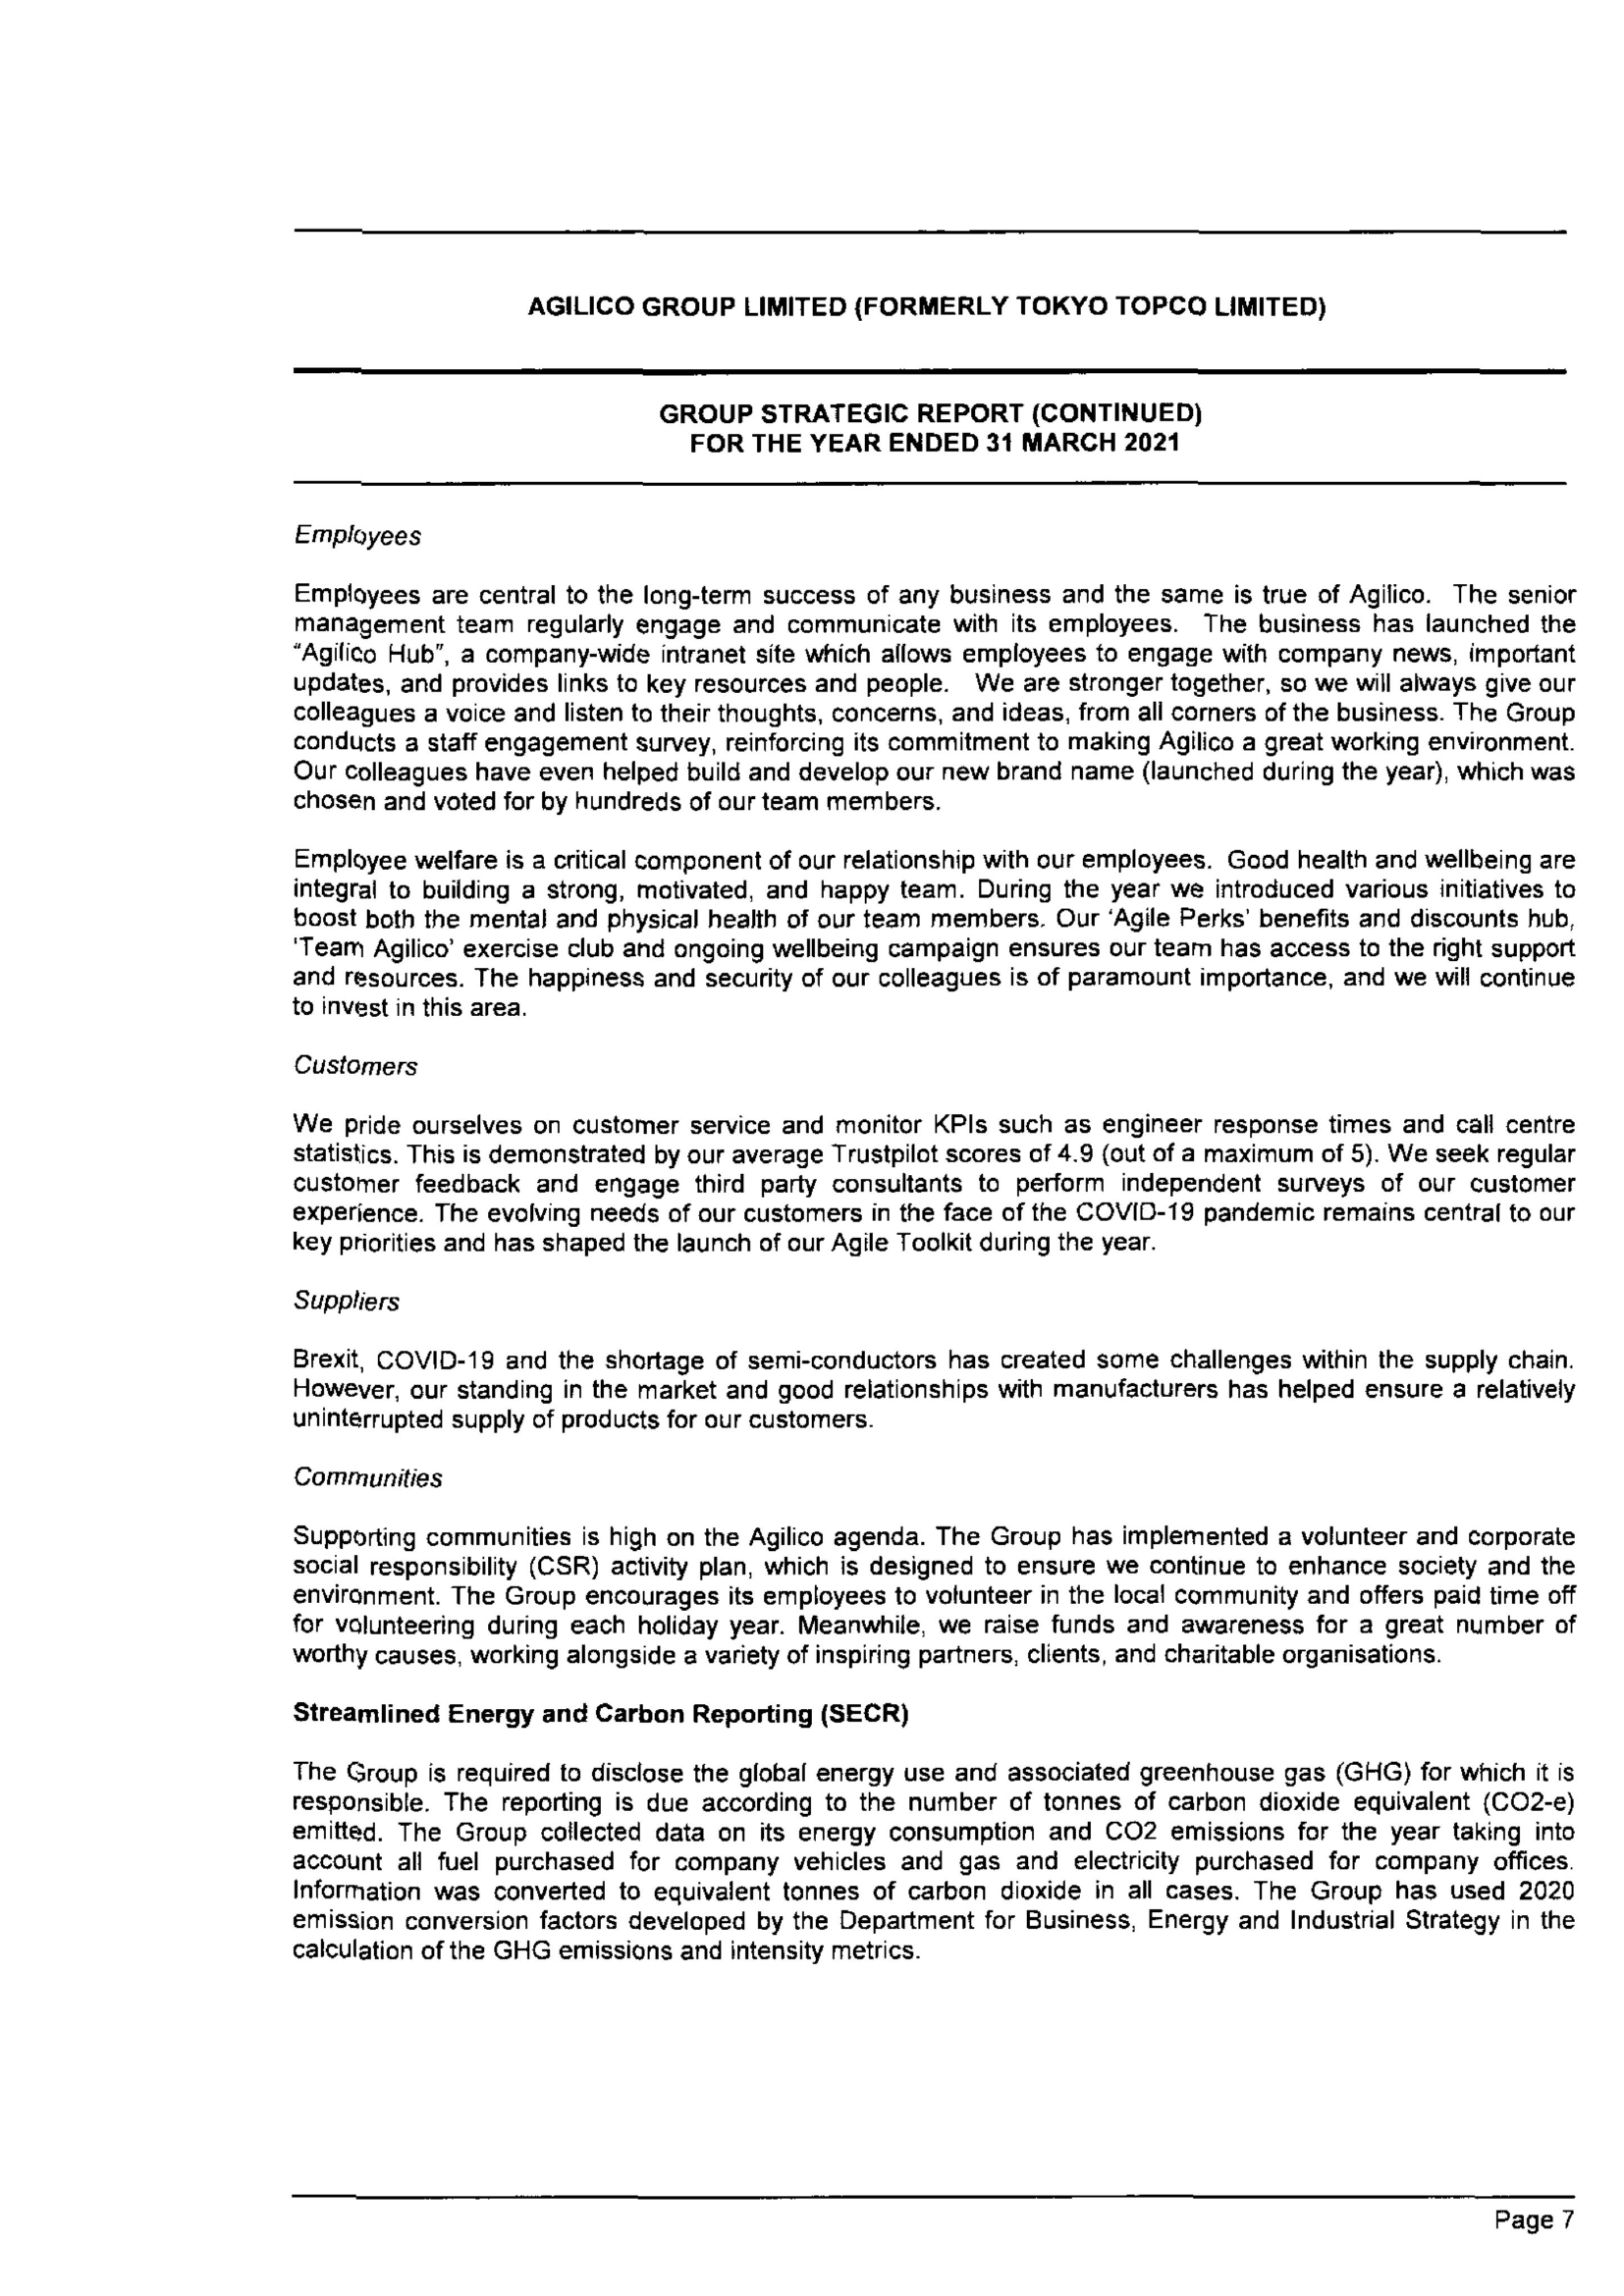 AGILICO GROUP LIMITED (FORMERLY TOKYO TOPCO LIMITED)
GROUP STRATEGIC REPORT (CONTINUED)
FOR THE YEAR ENDED 31 MARCH 2021
Employees
Employees are central to the long-term success of any business and the same is true of Agilico. The senior
management team regularly engage and communicate with its employees. The business has launched the
"Agilico Hub", a company-wide intranet site which allows employees to engage with company news, important
updates, and provides links to key resources and people. We are stronger together, so we will always give our
colleagues a voice and listen to their thoughts, concerns, and ideas, from all corners of the business. The Group
conducts a staff engagement survey, reinforcing its commitment to making Agilico a great working environment.
Our colleagues have even helped build and develop our new brand name (launched during the year), which was
chosen and voted for by hundreds of our team members.
Employee welfare is a critical component of our relationship with our employees. Good health and wellbeing are
integral to building a strong, motivated, and happy team. During the year we introduced various initiatives to
boost both the mental and physical health of our team members. Our 'Agile Perks' benefits and discounts hub,
'Team Agilico' exercise club and ongoing wellbeing campaign ensures our team has access to the right support
and resources. The happiness and security of our colleagues is of paramount importance, and we will continue
to invest in this area.
Customers
We pride ourselves on customer service and monitor KPIs such as engineer response times and call centre
statistics. This is demonstrated by our average Trustpilot scores of 4.9 (out of a maximum of 5). We seek regular
customer feedback and engage third party consultants to perform independent surveys of our customer
experience. The evolving needs of our customers in the face of the COVID-19 pandemic remains central to our
key priorities and has shaped the launch of our Agile Toolkit during the year.
Suppliers
Brexit, COVID-19 and the shortage of semi-conductors has created some challenges within the supply chain.
However, our standing in the market and good relationships with manufacturers has helped ensure a relatively
uninterrupted supply of products for our customers.
Communities
Supporting communities is high on the Agilico agenda. The Group has implemented a volunteer and corporate
social responsibility (CSR) activity plan, which is designed to ensure we continue to enhance society and the
environment. The Group encourages its employees to volunteer in the local community and offers paid time off
for volunteering during each holiday year. Meanwhile, we raise funds and awareness for a great number of
worthy causes, working alongside a variety of inspiring partners, clients, and charitable organisations.
Streamlined Energy and Carbon Reporting (SECR)
The Group is required to disclose the global energy use and associated greenhouse gas (GHG) for which it is
responsible. The reporting is due according to the number of tonnes of carbon dioxide equivalent (CO2-e)
emitted. The Group collected data on its energy consumption and CO2 emissions for the year taking into
account all fuel purchased for company vehicles and gas and electricity purchased for company offices.
Information was converted to equivalent tonnes of carbon dioxide in all cases. The Group has used 2020
emission conversion factors developed by the Department for Business, Energy and Industrial Strategy in the
calculation of the GHG emissions and intensity metrics.
Page 7